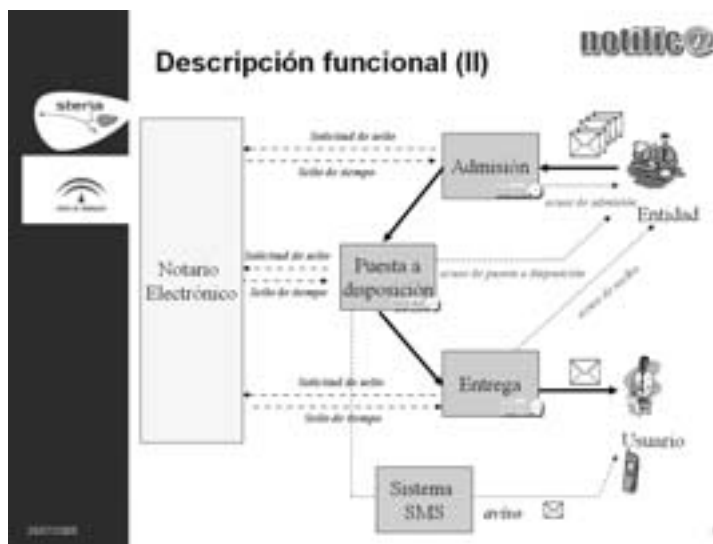 Descripción funcional (II)
notific@
steria
Solicitud de sello
Sello de tiempo
Admisión
acuse de admisión
Entidad
Notario
Electrónico
Solicitud de sello
Sello de tiempo
Puesta a
disposición
acuse de puesta a disposición
acuse de
Solicitud de sello
Sello de tiempo
Entrega
Usuario
Sistema
SMS
aviso